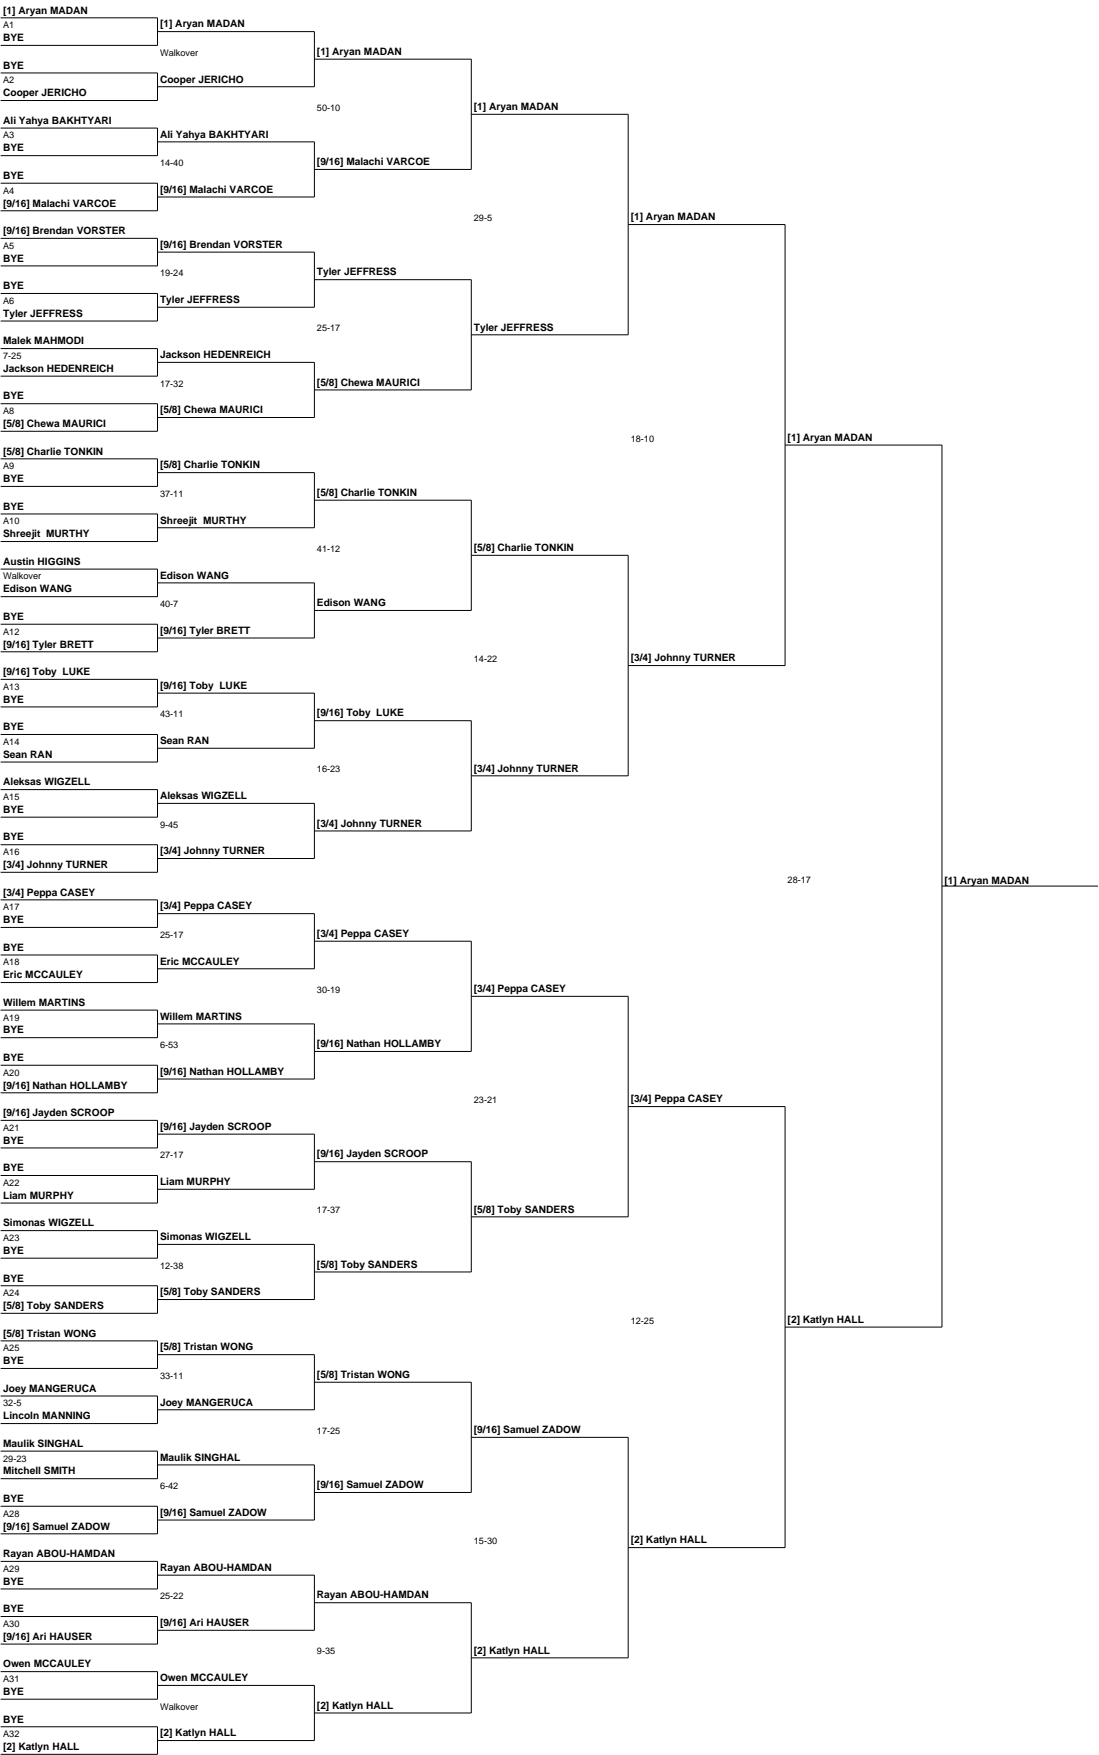 [1] Aryan MADAN
A1
BYE
BYE
A2
Cooper JERICHO
Ali Yahya BAKHTYARI
A3
BYE
BYE
A4
[9/16] Malachi VARCOE
[9/16] Brendan VORSTER
A5
BYE
BYE
A6
Tyler JEFFRESS
Malek MAHMODI
7-25
Jackson HEDENREICH
BYE
A8
[5/8] Chewa MAURICI
[5/8] Charlie TONKIN
A9
BYE
BYE
A10
Shreejit  MURTHY
Austin HIGGINS
Walkover
Edison WANG
BYE
A12
[9/16] Tyler BRETT
[9/16] Toby  LUKE
A13
BYE
BYE
A14
Sean RAN
Aleksas WIGZELL
A15
BYE
BYE
A16
[3/4] Johnny TURNER
[3/4] Peppa CASEY
A17
BYE
BYE
A18
Eric MCCAULEY
Willem MARTINS
A19
BYE
BYE
A20
[9/16] Nathan HOLLAMBY
[9/16] Jayden SCROOP
A21
BYE
BYE
A22
Liam MURPHY
Simonas WIGZELL
A23
BYE
BYE
A24
[5/8] Toby SANDERS
[5/8] Tristan WONG
A25
BYE
Joey MANGERUCA
32-5
Lincoln MANNING
Maulik SINGHAL
29-23
Mitchell SMITH
BYE
A28
[9/16] Samuel ZADOW
Rayan ABOU-HAMDAN
A29
BYE
BYE
A30
[9/16] Ari HAUSER
Owen MCCAULEY
A31
BYE
BYE
A32
[2] Katlyn HALL
[1] Aryan MADAN
Walkover
Cooper JERICHO
Ali Yahya BAKHTYARI
14-40
[9/16] Malachi VARCOE
[9/16] Brendan VORSTER
19-24
Tyler JEFFRESS
Jackson HEDENREICH
17-32
[5/8] Chewa MAURICI
[5/8] Charlie TONKIN
37-11
Shreejit  MURTHY
Edison WANG
40-7
[9/16] Tyler BRETT
[9/16] Toby  LUKE
43-11
Sean RAN
Aleksas WIGZELL
9-45
[3/4] Johnny TURNER
[3/4] Peppa CASEY
25-17
Eric MCCAULEY
Willem MARTINS
6-53
[9/16] Nathan HOLLAMBY
[9/16] Jayden SCROOP
27-17
Liam MURPHY
Simonas WIGZELL
12-38
[5/8] Toby SANDERS
[5/8] Tristan WONG
33-11
Joey MANGERUCA
Maulik SINGHAL
6-42
[9/16] Samuel ZADOW
Rayan ABOU-HAMDAN
25-22
[9/16] Ari HAUSER
Owen MCCAULEY
Walkover
[2] Katlyn HALL
[1] Aryan MADAN
50-10
[9/16] Malachi VARCOE
Tyler JEFFRESS
25-17
[5/8] Chewa MAURICI
[5/8] Charlie TONKIN
41-12
Edison WANG
[9/16] Toby  LUKE
16-23
[3/4] Johnny TURNER
[3/4] Peppa CASEY
30-19
[9/16] Nathan HOLLAMBY
[9/16] Jayden SCROOP
17-37
[5/8] Toby SANDERS
[5/8] Tristan WONG
17-25
[9/16] Samuel ZADOW
Rayan ABOU-HAMDAN
9-35
[2] Katlyn HALL
[1] Aryan MADAN
29-5
Tyler JEFFRESS
[5/8] Charlie TONKIN
14-22
[3/4] Johnny TURNER
[3/4] Peppa CASEY
23-21
[5/8] Toby SANDERS
[9/16] Samuel ZADOW
15-30
[2] Katlyn HALL
[1] Aryan MADAN
18-10
[3/4] Johnny TURNER
[3/4] Peppa CASEY
12-25
[2] Katlyn HALL
[1] Aryan MADAN
28-17
[2] Katlyn HALL
[1] Aryan MADAN